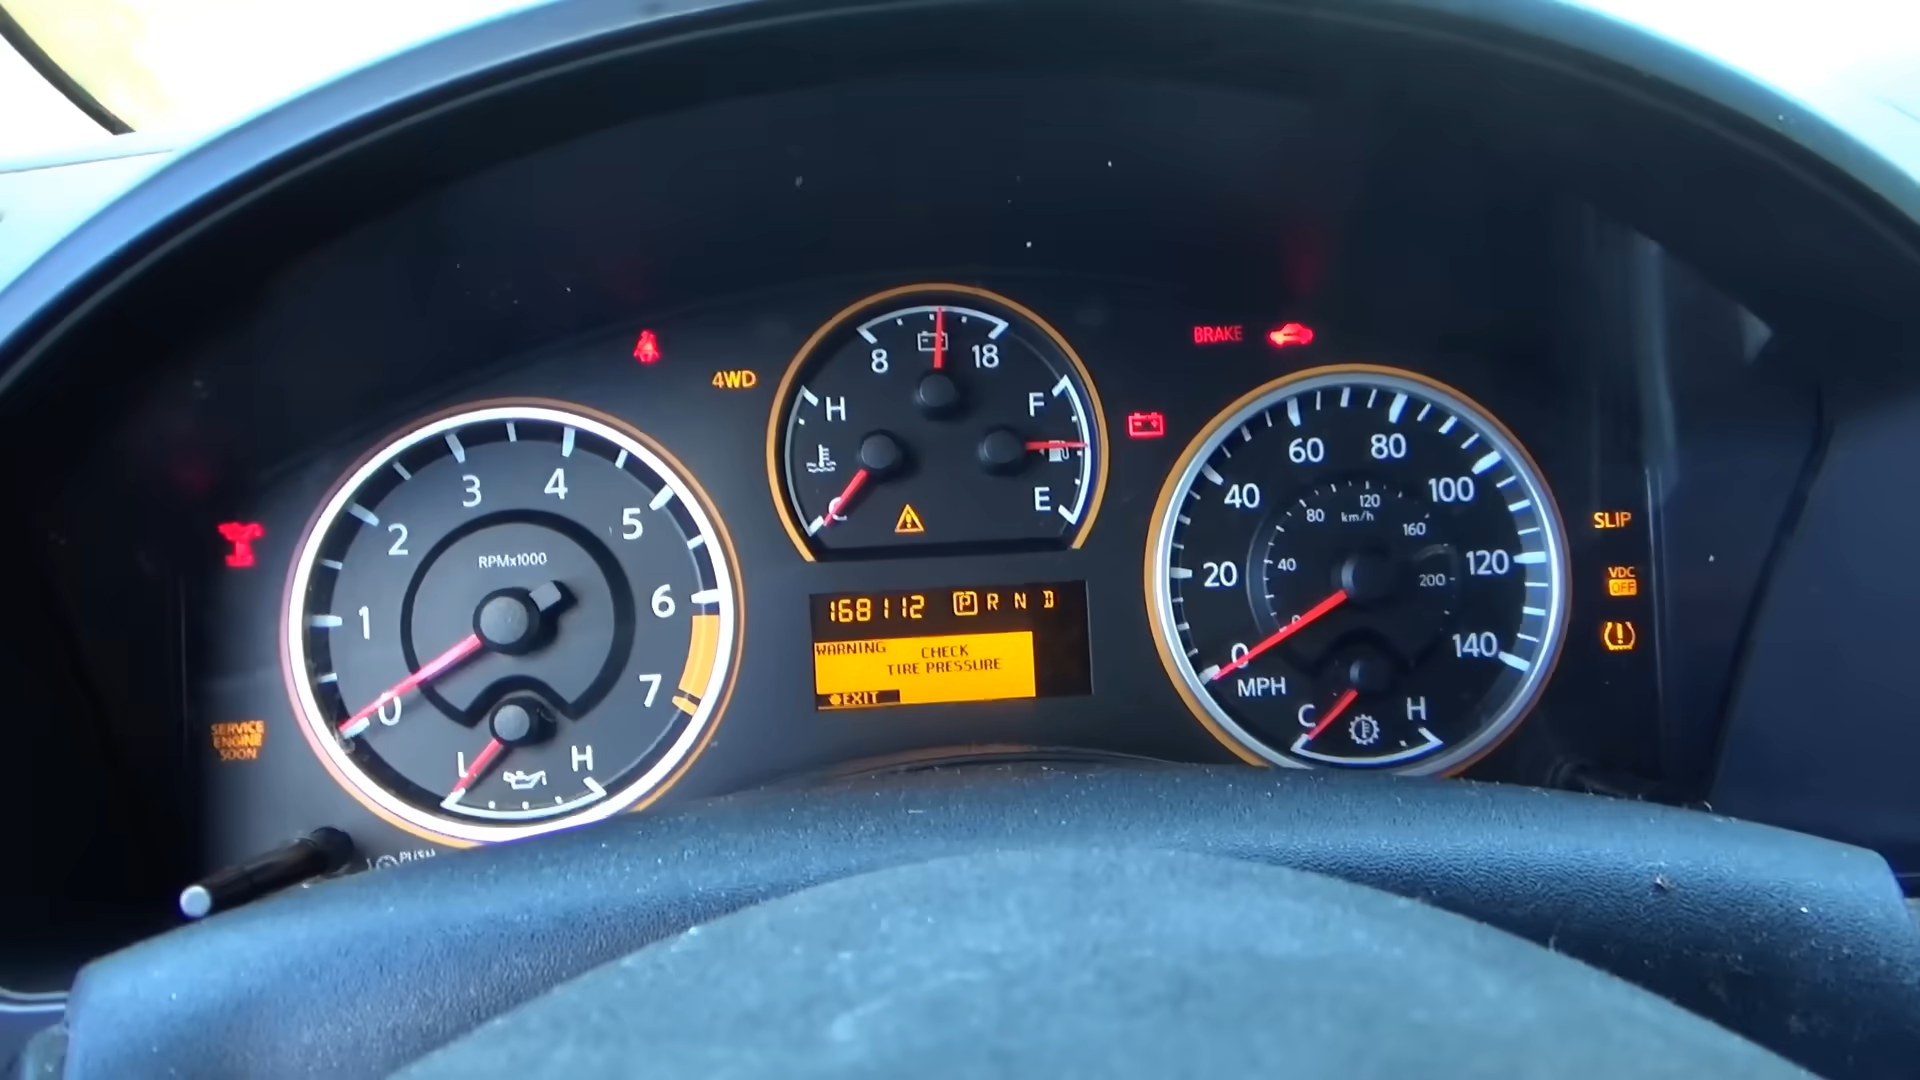 BRAKE
4WD
8 18
H F
C E
3 4
2 5
1 6
0 7
RPMx1000
L H
SERVICE
ENGINE
SOON
PUSH
168112 P R N D
WARNING CHECK
TIRE PRESSURE
EXIT
60 80
40 100
20 120
0 140
MPH
120
80 km/h 160
40 200
0
C H
SLIP
VDC
OFF